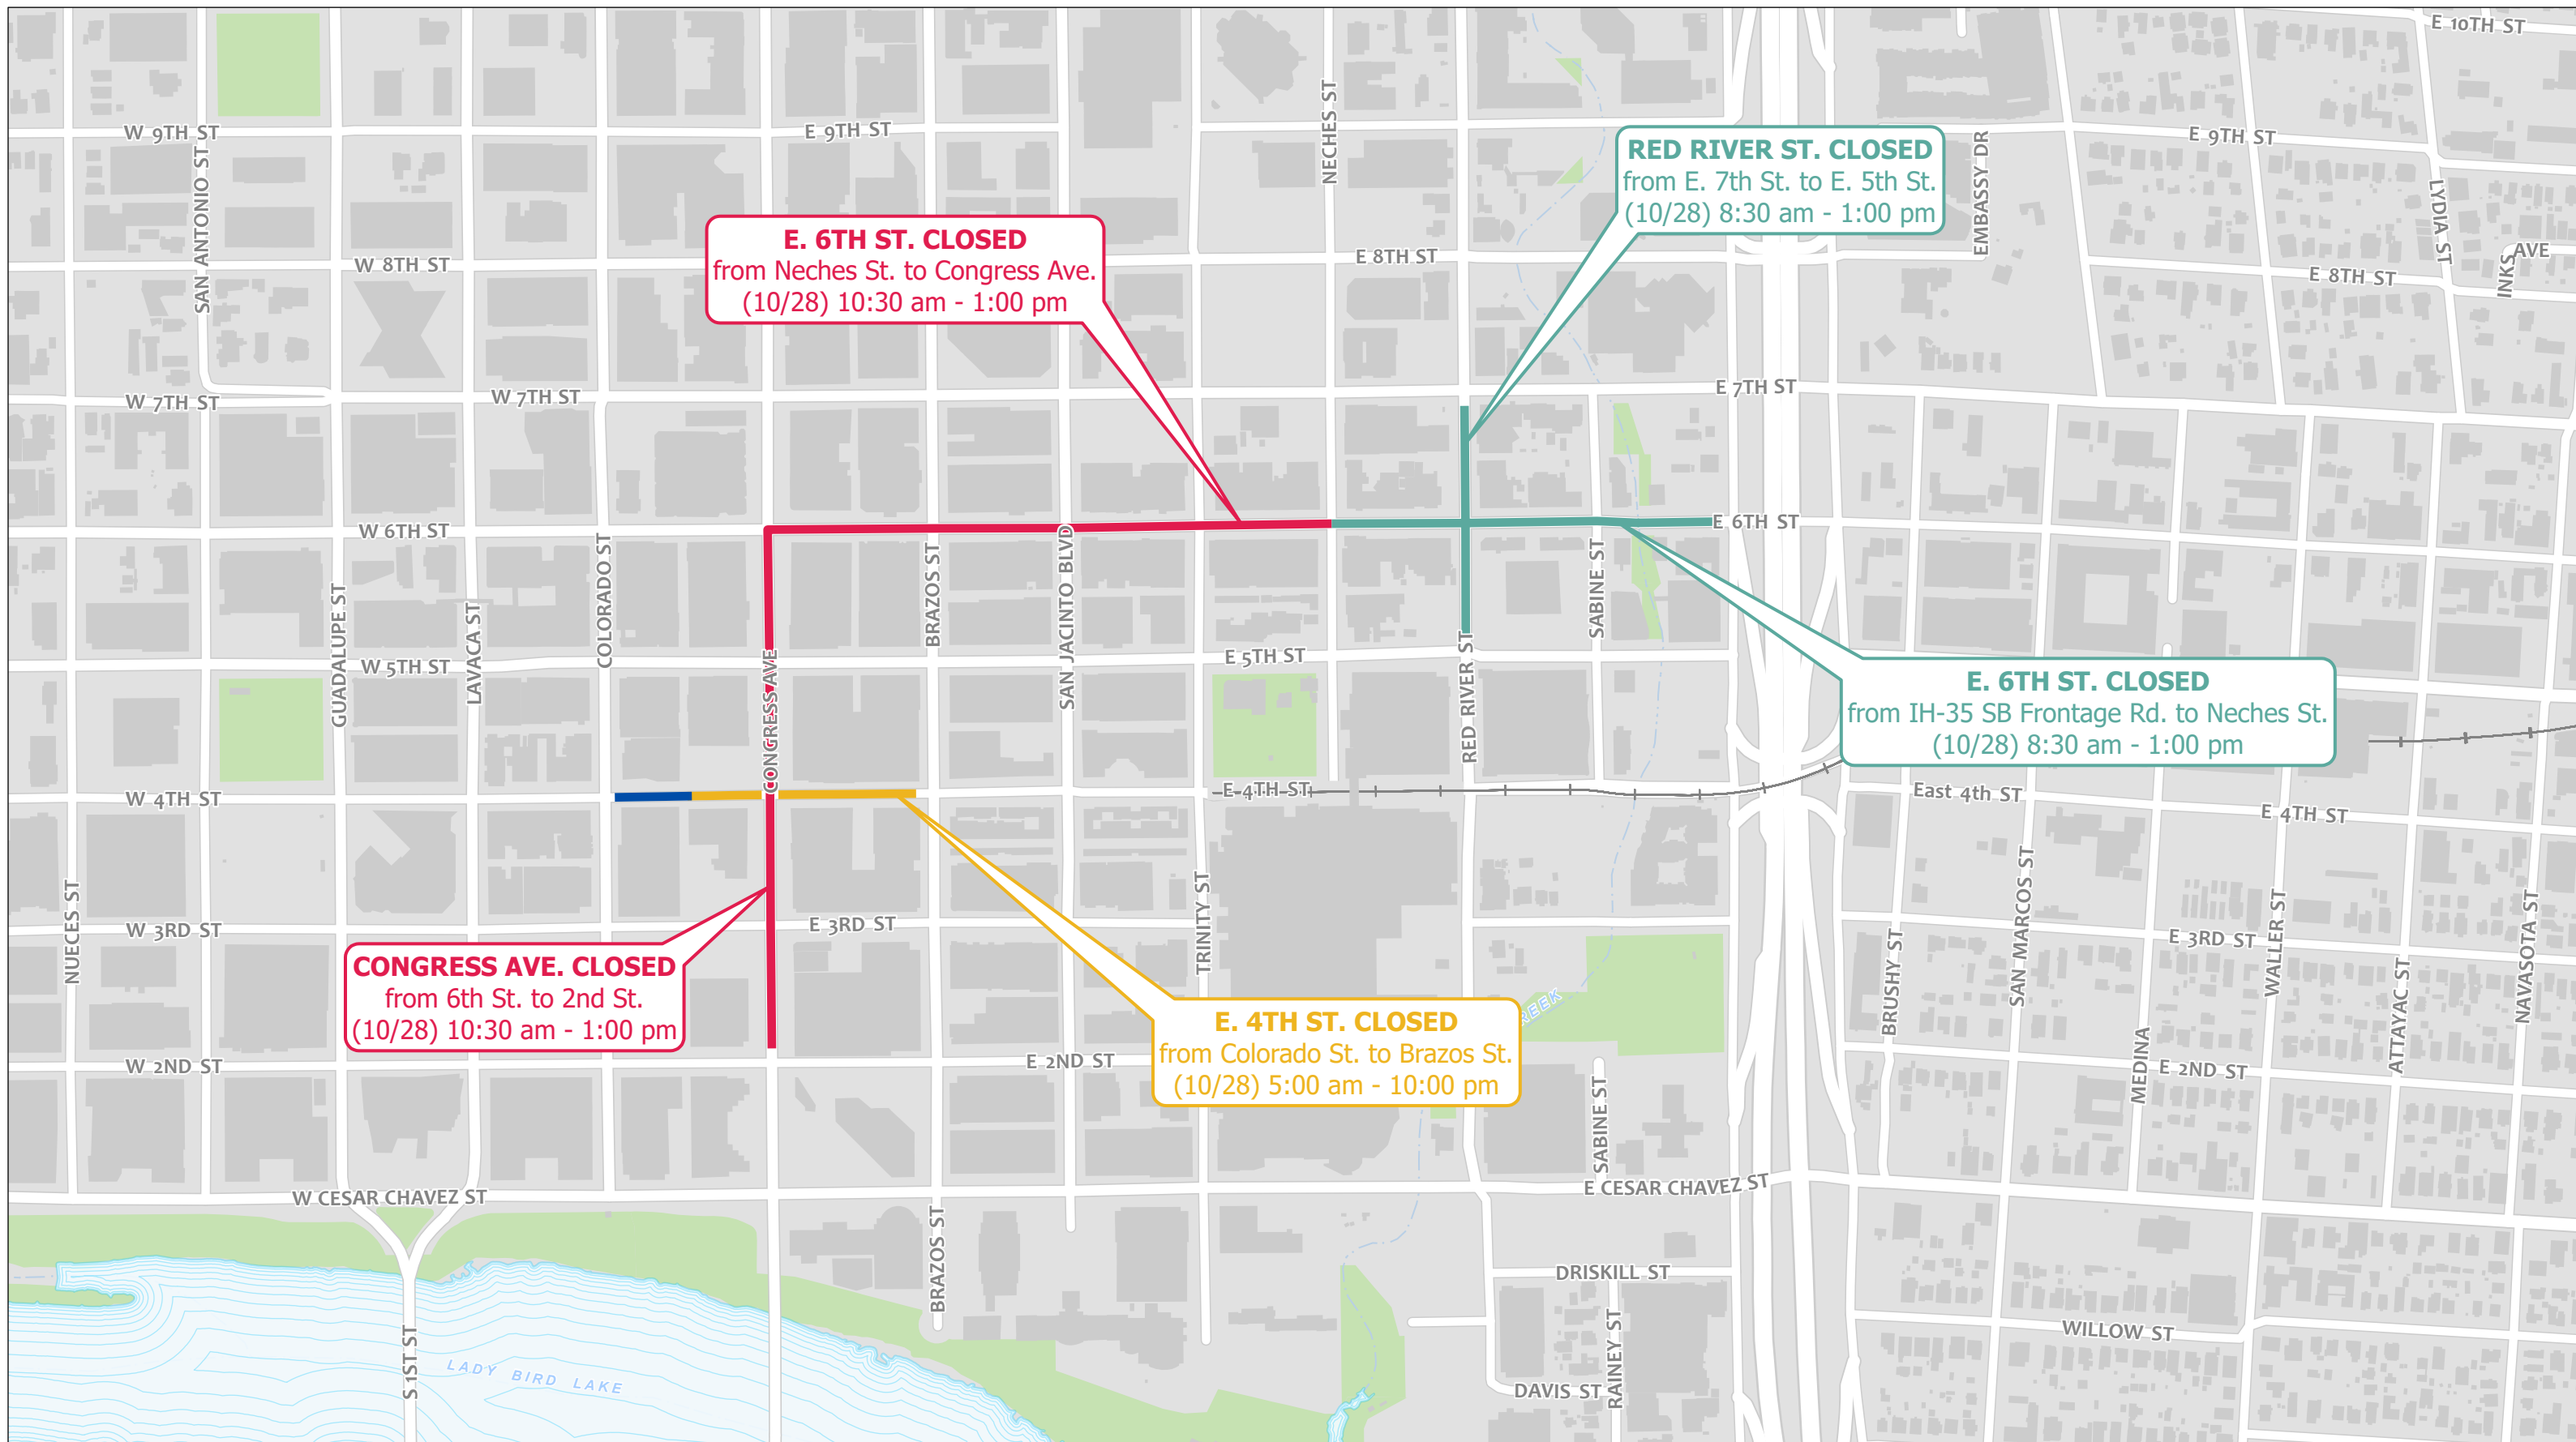 E 10TH ST
W 9TH ST
E 9TH ST
E 9TH ST
NECHES ST
SAN ANTONIO ST
EMBASSY DR
LYDIA ST
INKS AVE
RED RIVER ST. CLOSED
from E. 7th St. to E. 5th St.
(10/28) 8:30 am - 1:00 pm
E. 6TH ST. CLOSED
from Neches St. to Congress Ave.
(10/28) 10:30 am - 1:00 pm
W 8TH ST
E 8TH ST
E 8TH ST
W 7TH ST
W 7TH ST
E 7TH ST
W 6TH ST
E 6TH ST
GUADALUPE ST
LAVACA ST
COLORADO ST
CONGRESS AVE
BRAZOS ST
SAN JACINTO BLVD
RED RIVER ST
SABINE ST
W 5TH ST
E 5TH ST
E. 6TH ST. CLOSED
from IH-35 SB Frontage Rd. to Neches St.
(10/28) 8:30 am - 1:00 pm
W 4TH ST
E 4TH ST
East 4th ST
E 4TH ST
NUECES ST
TRINITY ST
BRUSHY ST
SAN MARCOS ST
WALLER ST
NAVASOTA ST
W 3RD ST
E 3RD ST
E 3RD ST
CONGRESS AVE. CLOSED
from 6th St. to 2nd St.
(10/28) 10:30 am - 1:00 pm
REEK
E. 4TH ST. CLOSED
from Colorado St. to Brazos St.
(10/28) 5:00 am - 10:00 pm
ATTAYAC ST
MEDINA
W 2ND ST
E 2ND ST
E 2ND ST
SABINE ST
W CESAR CHAVEZ ST
E CESAR CHAVEZ ST
BRAZOS ST
DRISKILL ST
S 1ST ST
LADY BIRD LAKE
RAINEY ST
WILLOW ST
DAVIS ST